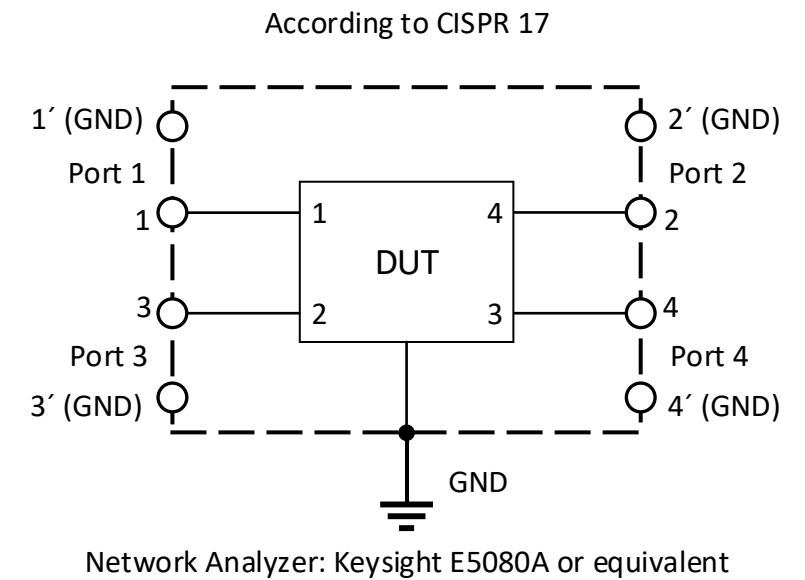 According to CISPR 17
1´ (GND)
2´ (GND)
Port 1
Port 2
1
1
4
2
DUT
3
2
3
4
Port 3
Port 4
3´ (GND)
4´ (GND)
GND
Network Analyzer: Keysight E5080A or equivalent